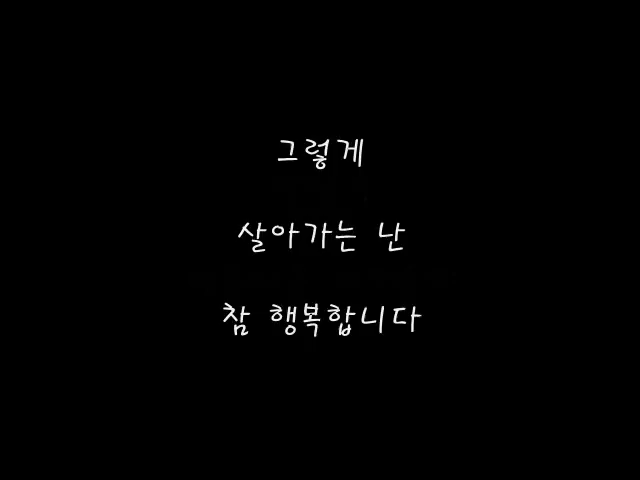 그렇게
살아가는 난
참 행복합니다